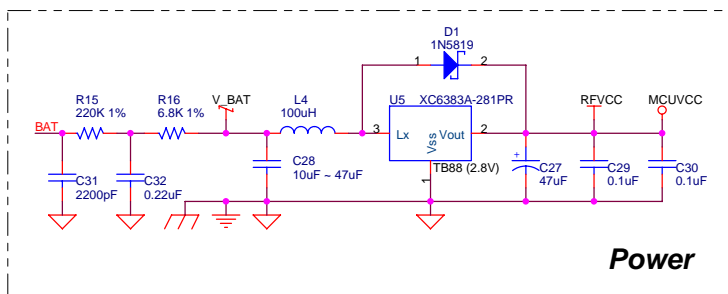 D1
1N5819
1
2
R15
220K 1%
R16
6.8K 1%
V_BAT
L4
100uH
U5
XC6383A-281PR
RFVCC
MCUVCC
BAT
3
Lx
Vss
Vout
2
1
TB88 (2.8V)
C31
2200pF
C32
0.22uF
C28
10uF ~ 47uF
+
C27
47uF
C29
0.1uF
C30
0.1uF
Power